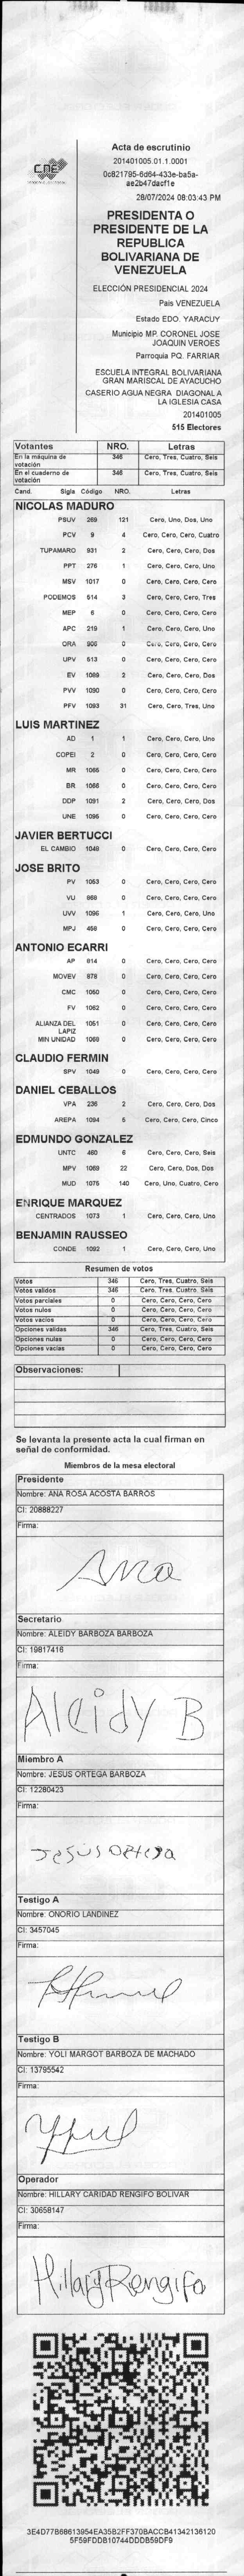 CNE
Acta de escrutinio
201401005.01.1.0001
0c821795-6d64-433e-ba5a-
ae2b47dacf1e
28/07/2024 08:03:43 PM
PRESIDENTA O
PRESIDENTE DE LA
REPUBLICA
BOLIVARIANA DE
VENEZUELA
ELECCIÓN PRESIDENCIAL 2024
Pais VENEZUELA
Estado EDO. YARACUY
Municipio MP. CORONEL JOSE
JOAQUIN VEROES
Parroquia PQ. FARRIAR
ESCUELA INTEGRAL BOLIVARIANA
GRAN MARISCAL DE AYACUCHO
CASERIO AGUA NEGRA DIAGONAL A
LA IGLESIA CASA
201401005
515 Electores
Votantes NRO. Letras
En la máquina de votación 346 Cero, Tres, Cuatro, Seis
En el cuaderno de votación 346 Cero, Tres, Cuatro, Seis
Cand. Sigla Código NRO. Letras
NICOLAS MADURO
PSUV 269 121 Cero, Uno, Dos, Uno
PCV 9 4 Cero, Cero, Cero, Cuatro
TUPAMARO 931 2 Cero, Cero, Cero, Dos
PPT 276 1 Cero, Cero, Cero, Uno
MSV 1017 0 Cero, Cero, Cero, Cero
PODEMOS 514 3 Cero, Cero, Cero, Tres
MEP 6 0 Cero, Cero, Cero, Cero
APC 219 1 Cero, Cero, Cero, Uno
ORA 906 0 Cero, Cero, Cero, Cero
UPV 513 0 Cero, Cero, Cero, Cero
EV 1089 2 Cero, Cero, Cero, Dos
PVV 1090 0 Cero, Cero, Cero, Cero
PFV 1093 31 Cero, Cero, Tres, Uno
LUIS MARTINEZ
AD 1 1 Cero, Cero, Cero, Uno
COPEI 2 0 Cero, Cero, Cero, Cero
MR 1065 0 Cero, Cero, Cero, Cero
BR 1066 0 Cero, Cero, Cero, Cero
DDP 1091 2 Cero, Cero, Cero, Dos
UNE 1095 0 Cero, Cero, Cero, Cero
JAVIER BERTUCCI
EL CAMBIO 1048 0 Cero, Cero, Cero, Cero
JOSE BRITO
PV 1053 0 Cero, Cero, Cero, Cero
VU 868 0 Cero, Cero, Cero, Cero
UVV 1096 1 Cero, Cero, Cero, Uno
MPJ 458 0 Cero, Cero, Cero, Cero
ANTONIO ECARRI
AP 814 0 Cero, Cero, Cero, Cero
MOVEV 878 0 Cero, Cero, Cero, Cero
CMC 1050 0 Cero, Cero, Cero, Cero
FV 1062 0 Cero, Cero, Cero, Cero
ALIANZA DEL LAPIZ 1051 0 Cero, Cero, Cero, Cero
MIN UNIDAD 1068 0 Cero, Cero, Cero, Cero
CLAUDIO FERMIN
SPV 1049 0 Cero, Cero, Cero, Cero
DANIEL CEBALLOS
VPA 236 2 Cero, Cero, Cero, Dos
AREPA 1094 5 Cero, Cero, Cero, Cinco
EDMUNDO GONZALEZ
UNTC 460 6 Cero, Cero, Cero, Seis
MPV 1069 22 Cero, Cero, Dos, Dos
MUD 1075 140 Cero, Uno, Cuatro, Cero
ENRIQUE MARQUEZ
CENTRADOS 1073 1 Cero, Cero, Cero, Uno
BENJAMIN RAUSSEO
CONDE 1092 1 Cero, Cero, Cero, Uno
Resumen de votos
Votos 346 Cero, Tres, Cuatro, Seis
Votos validos 346 Cero, Tres, Cuatro, Seis
Votos parciales 0 Cero, Cero, Cero, Cero
Votos nulos 0 Cero, Cero, Cero, Cero
Votos vacios 0 Cero, Cero, Cero, Cero
Opciones validas 346 Cero, Tres, Cuatro, Seis
Opciones nulas 0 Cero, Cero, Cero, Cero
Opciones vacias 0 Cero, Cero, Cero, Cero
Observaciones:
Se levanta la presente acta la cual firman en
señal de conformidad.
Miembros de la mesa electoral
Presidente
Nombre: ANA ROSA ACOSTA BARROS
CI: 20888227
Firma:
Ana
Secretario
Nombre: ALEIDY BARBOZA BARBOZA
CI: 19817416
Firma:
Aleidy B
Miembro A
Nombre: JESUS ORTEGA BARBOZA
CI: 12280423
Firma:
Jesus Ortega
Testigo A
Nombre: ONORIO LANDINEZ
CI: 3457045
Firma:
Testigo B
Nombre: YOLI MARGOT BARBOZA DE MACHADO
CI: 13795542
Firma:
Operador
Nombre: HILLARY CARIDAD RENGIFO BOLIVAR
CI: 30658147
Firma:
Hillary Rengifo
3E4D77B68613954EA35B2FF370BACCB41342136120
5F59FDDB10744DDDB59DF9